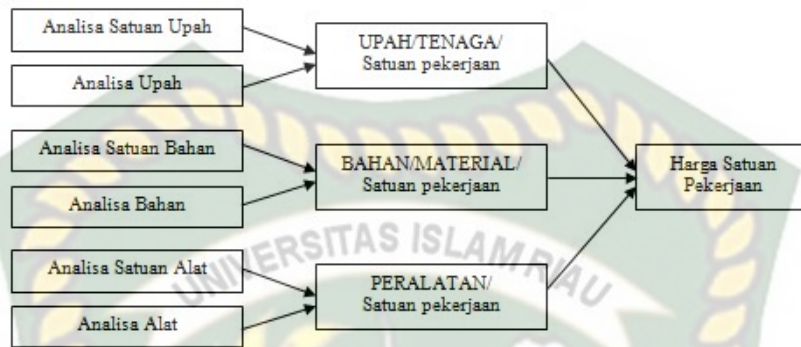 Analisa Satuan Upah
Analisa Upah
UPAH/TENAGA/
Satuan pekerjaan
Analisa Satuan Bahan
Analisa Bahan
BAHAN/MATERIAL/
Satuan pekerjaan
Harga Satuan
Pekerjaan
Analisa Satuan Alat
Analisa Alat
PERALATAN/
Satuan pekerjaan
UNIVERSITAS ISLAM RIAU